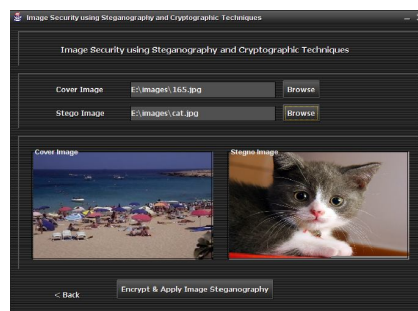 Image Security using Steganography and Cryptographic Techniques
Image Security using Steganography and Cryptographic Techniques
Cover Image E:\images\165.jpg Browse
Stego Image E:\images\cat.jpg Browse
Cover Image Stegno Image
< Back Encrypt & Apply Image Steganography